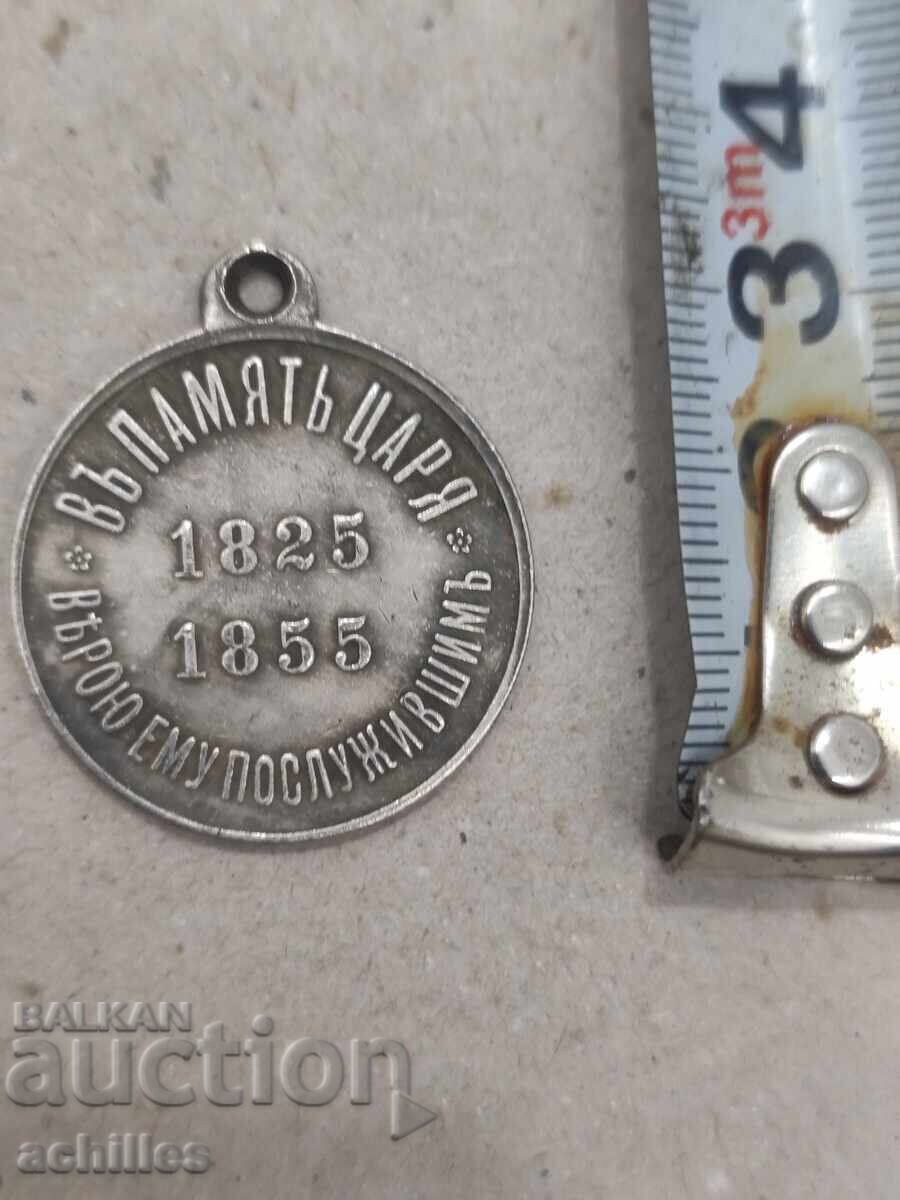 ВЪ ПАМЯТЬ ЦАРЯ
1825
1855
ВѢРОЮ ЕМУ ПОСЛУЖИВШИМЪ
4
3m
3
BALKAN
auction
achilles